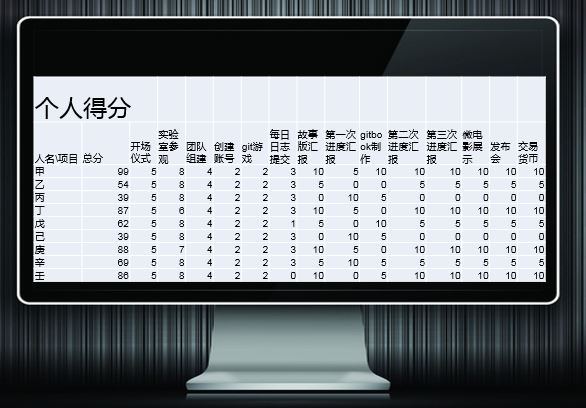 个人得分
人名\项目 总分 开场仪式 实验室参观 团队组建 创建账号 git游戏 每日日志提交 故事版汇报 第一次进度汇报 gitbook制作 第二次进度汇报 第三次进度汇报 微电影展示 发布会 交易货币
甲 99 5 8 4 2 2 3 10 5 10 10 10 10 10 10
乙 54 5 8 4 2 2 3 5 0 0 5 5 5 5 5
丙 39 5 8 4 2 2 3 0 10 5 0 0 0 0 0
丁 87 5 6 4 2 2 3 10 5 0 10 10 10 10 10
戊 62 5 8 4 2 2 1 5 0 10 5 5 5 5 5
己 39 5 8 4 2 2 3 0 10 5 0 0 0 0 0
庚 88 5 7 4 2 2 3 10 5 0 10 10 10 10 10
辛 69 5 8 4 2 2 3 5 10 5 5 5 5 5 5
壬 86 5 8 4 2 2 0 10 0 5 10 10 10 10 10